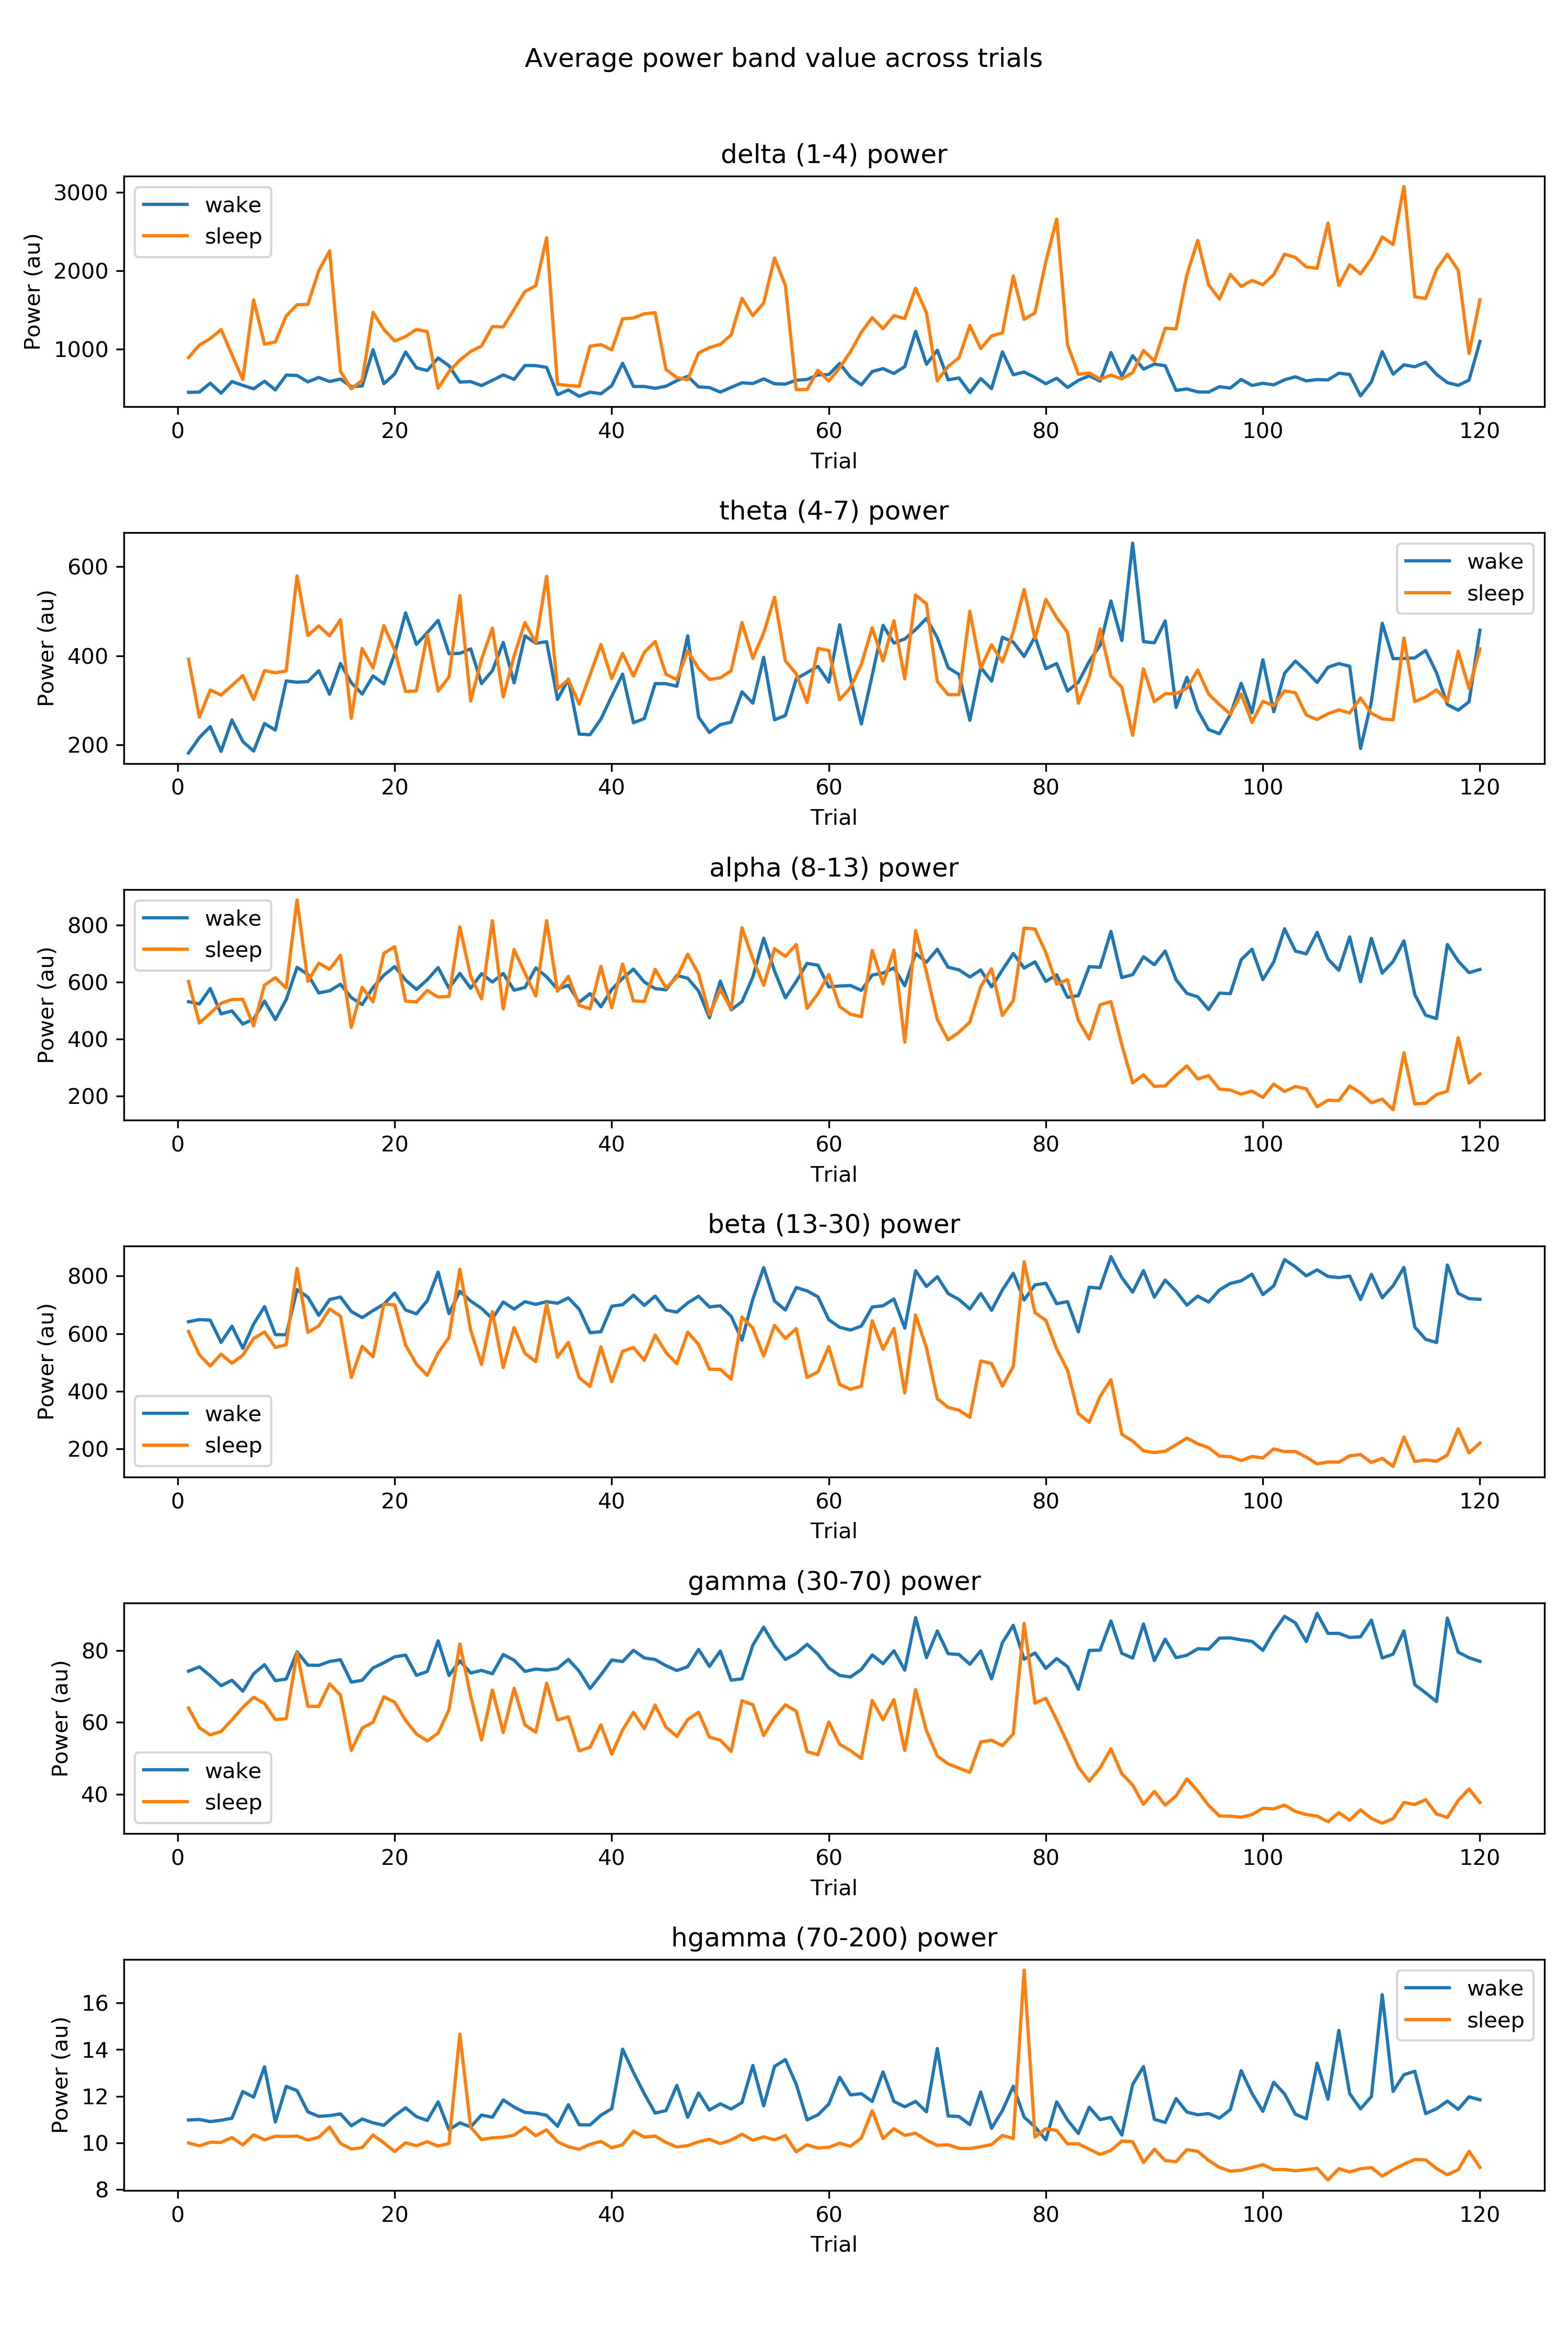 Average power band value across trials
delta (1-4) power
Power (au)
3000
2000
1000
wake
sleep
0 20 40 60 80 100 120
Trial
theta (4-7) power
Power (au)
600
400
200
wake
sleep
0 20 40 60 80 100 120
Trial
alpha (8-13) power
Power (au)
800
600
400
200
wake
sleep
0 20 40 60 80 100 120
Trial
beta (13-30) power
Power (au)
800
600
400
200
wake
sleep
0 20 40 60 80 100 120
Trial
gamma (30-70) power
Power (au)
80
60
40
wake
sleep
0 20 40 60 80 100 120
Trial
hgamma (70-200) power
Power (au)
16
14
12
10
8
wake
sleep
0 20 40 60 80 100 120
Trial